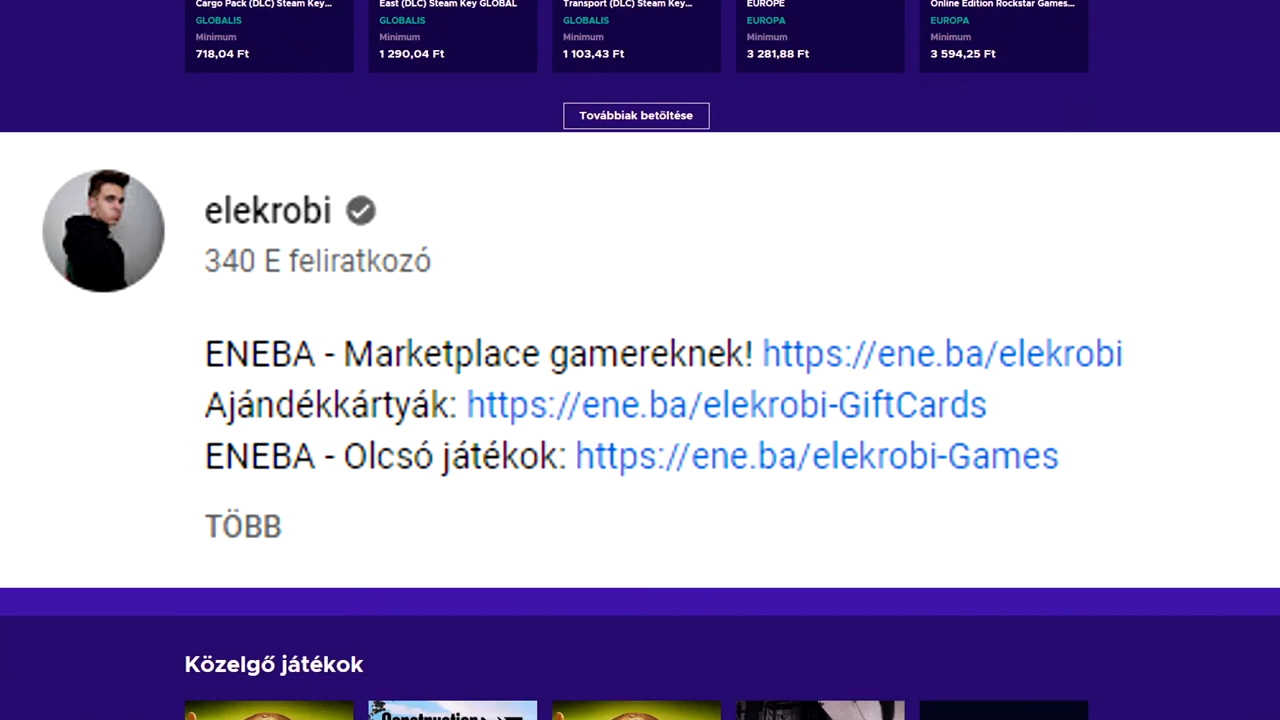 Cargo Pack (DLC) Steam Key...
East (DLC) Steam Key GLOBAL
Transport (DLC) Steam Key...
EUROPE
Online Edition Rockstar Games...
GLOBALIS
GLOBALIS
GLOBALIS
EUROPA
EUROPA
Minimum
Minimum
Minimum
Minimum
Minimum
718,04 Ft
1 290,04 Ft
1 103,43 Ft
3 281,88 Ft
3 594,25 Ft
Továbbiak betöltése
elekrobi
340 E feliratkozó
ENEBA - Marketplace gamereknek! https://ene.ba/elekrobi
Ajándékkártyák: https://ene.ba/elekrobi-GiftCards
ENEBA - Olcsó játékok: https://ene.ba/elekrobi-Games
TÖBB
Közelgő játékok
Construction